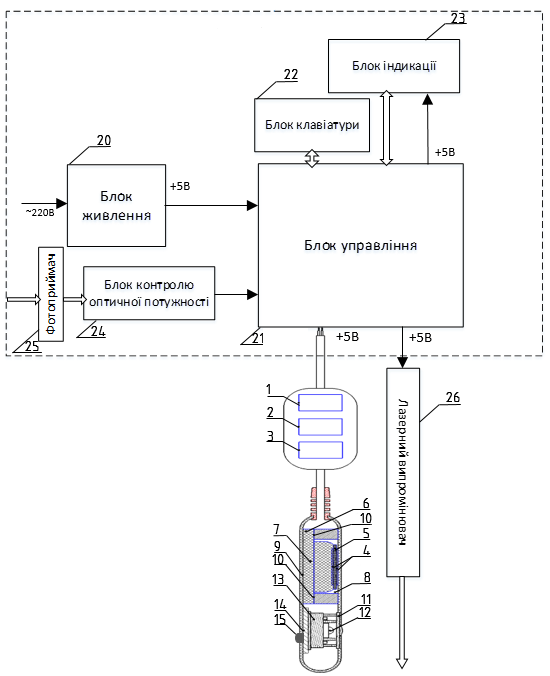 23
Блок індикації
22
Блок клавіатури
+5В
20
Блок
живлення
+5В
~220В
Блок управління
Фотоприймач
Блок контролю
оптичної потужності
25
24
21
+5В
+5В
1
2
3
26
Лазерний випромінювач
6
10
7
5
9
4
10
8
13
11
14
12
15